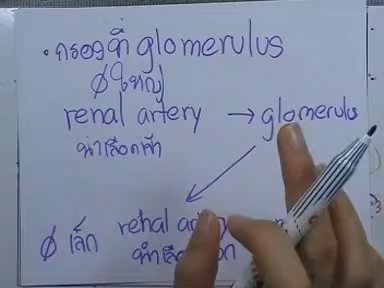 • กรองที่ glomerulus
∅ ใหญ่
renal artery → glomerulus
นำเลือดเข้า
∅ เล็ก renal
นำเลือดออก